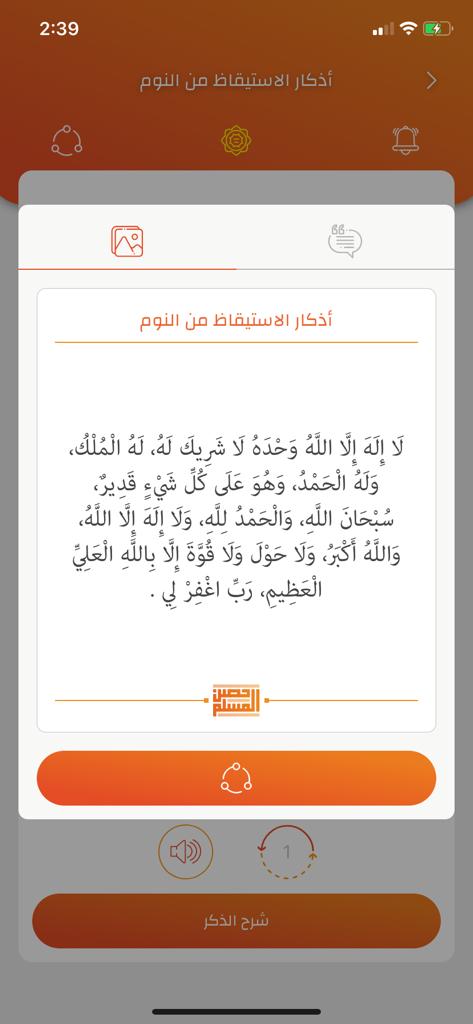 2:39
أذكار الاستيقاظ من النوم
أذكار الاستيقاظ من النوم
لَا إِلَهَ إِلَّا اللَّهُ وَحْدَهُ لَا شَرِيكَ لَهُ، لَهُ الْمُلْكُ،
وَلَهُ الْحَمْدُ، وَهُوَ عَلَى كُلِّ شَيْءٍ قَدِيرٌ،
سُبْحَانَ اللَّهِ، وَالْحَمْدُ لِلَّهِ، وَلَا إِلَهَ إِلَّا اللَّهُ،
وَاللَّهُ أَكْبَرُ، وَلَا حَوْلَ وَلَا قُوَّةَ إِلَّا بِاللَّهِ الْعَلِيِّ
الْعَظِيمِ، رَبِّ اغْفِرْ لِي .
حصن
المسلم
1
شرح الذكر